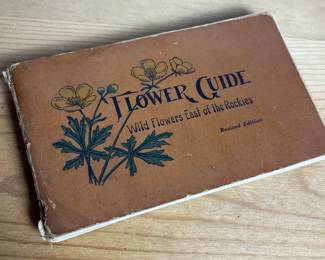 FLOWER GUIDE
Wild Flowers East of the Rockies
Revised Edition